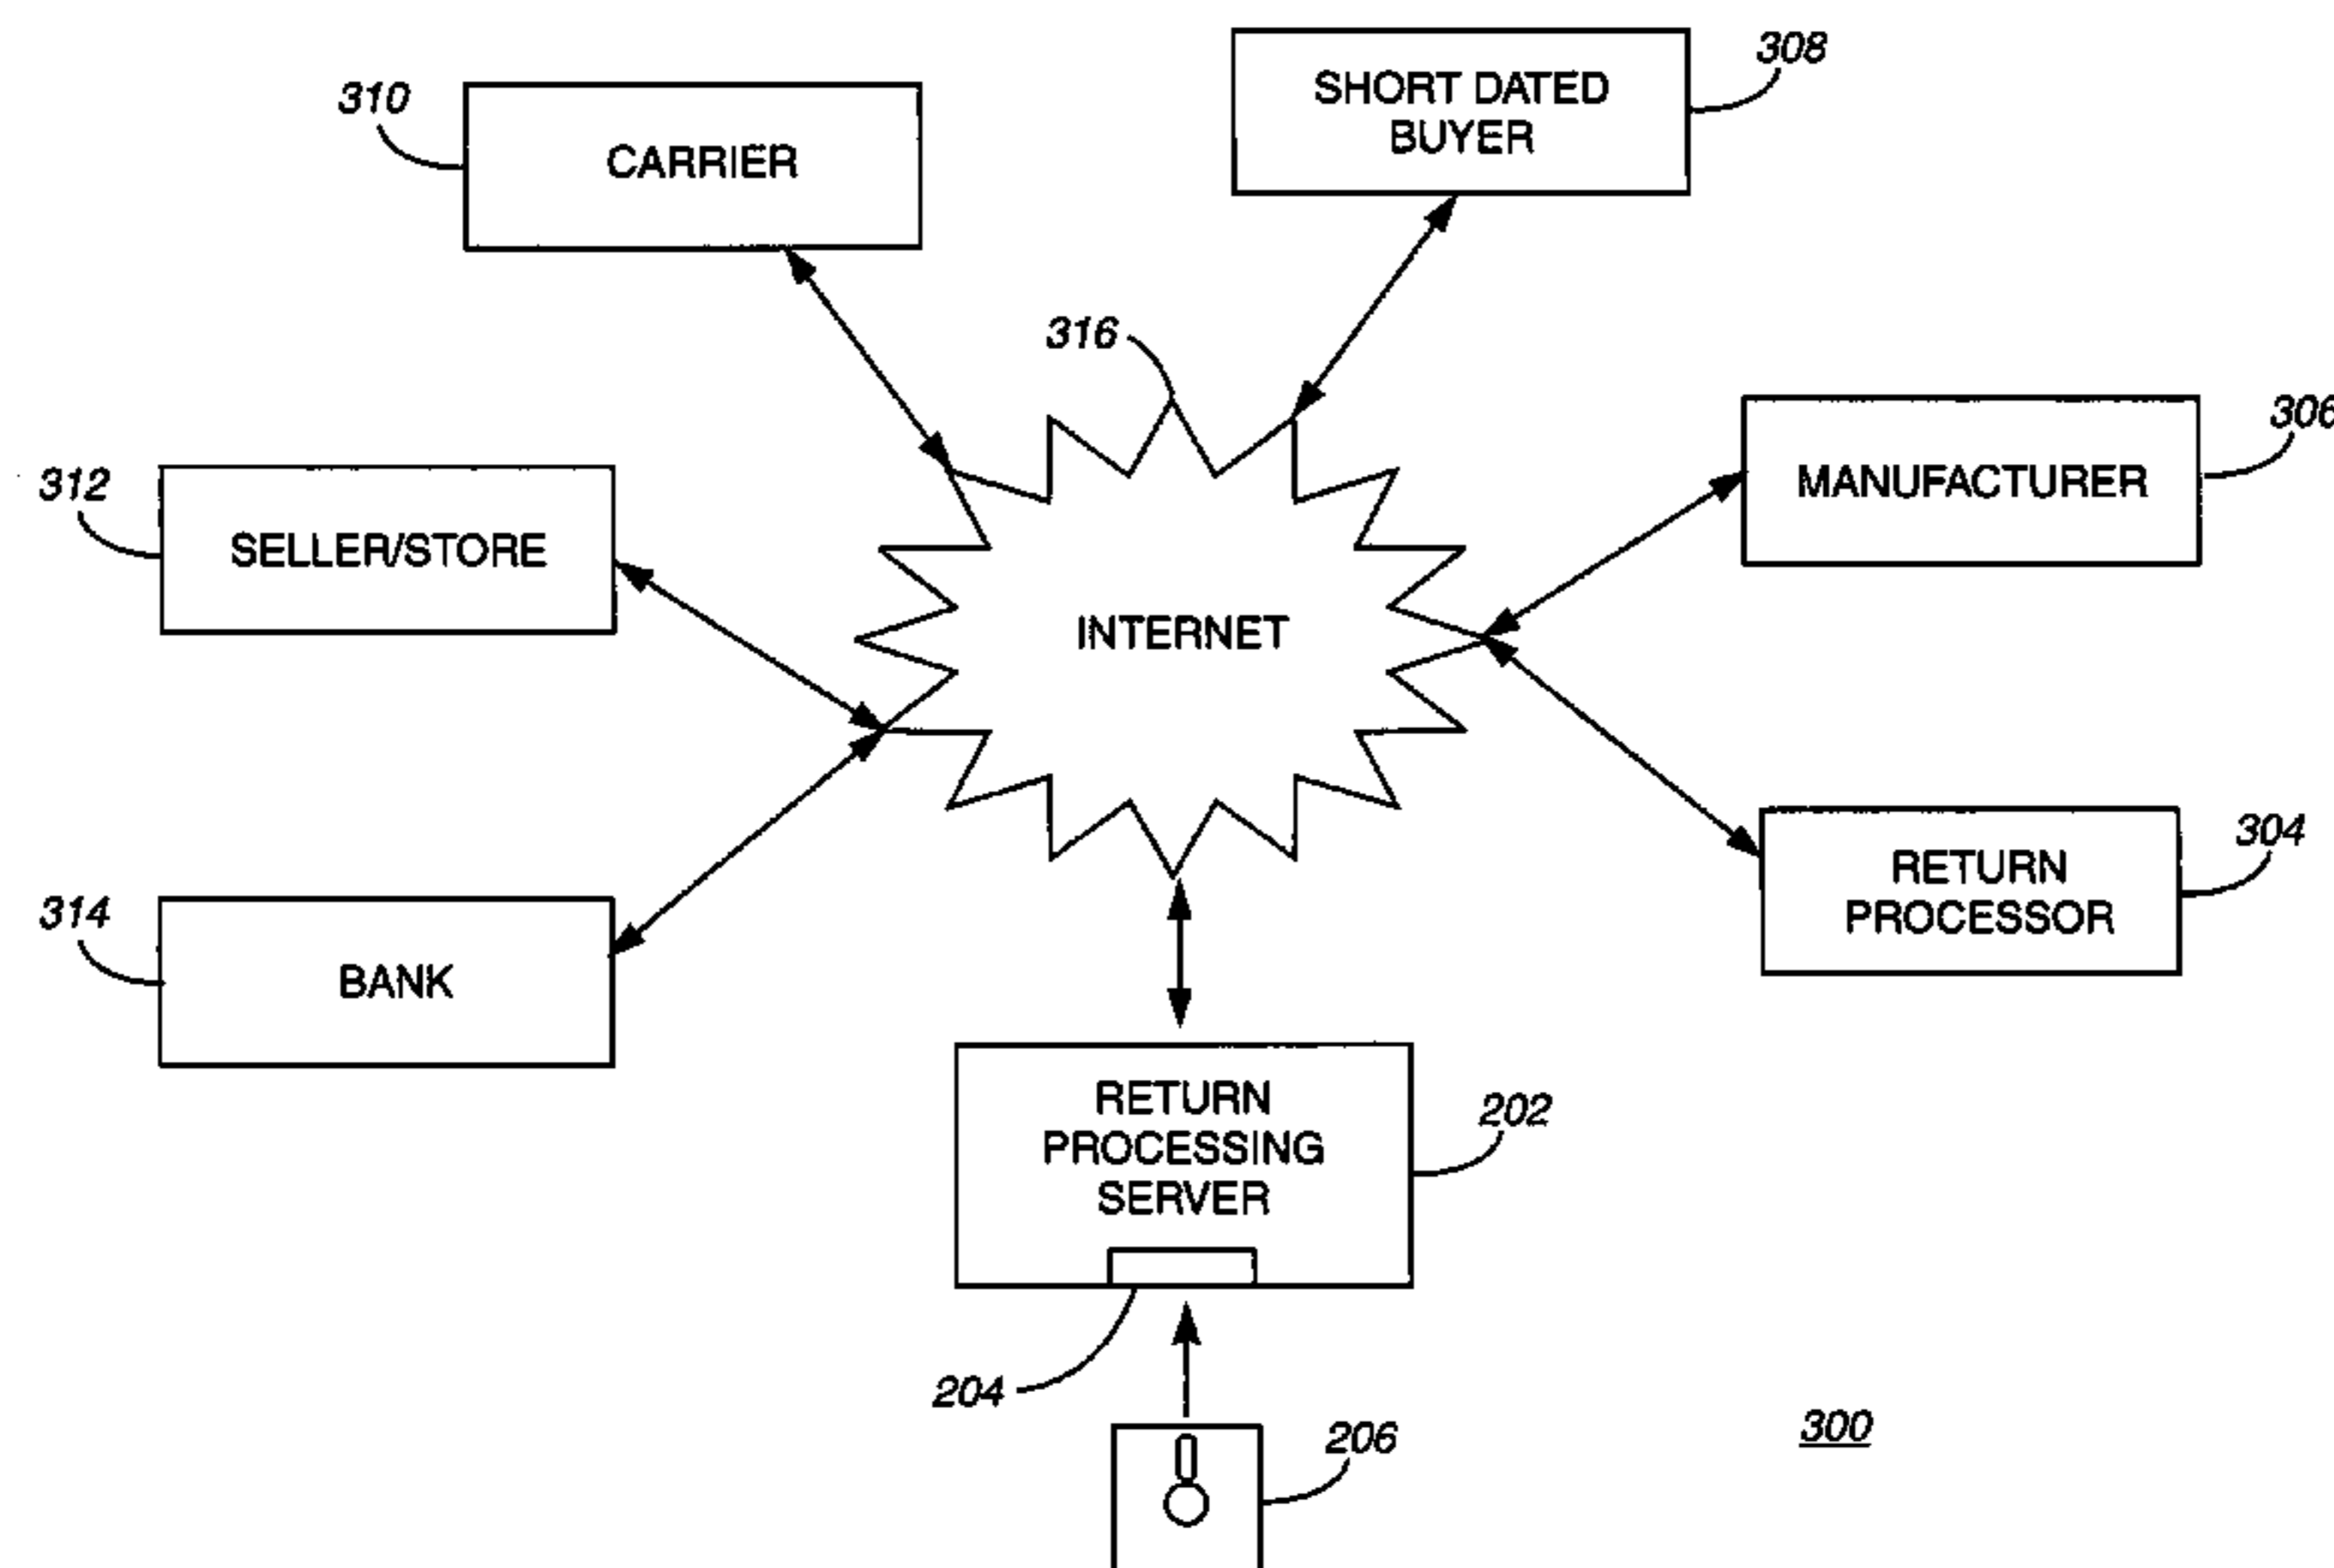 308
SHORT DATED
BUYER
310
CARRIER
316
306
MANUFACTURER
312
SELLER/STORE
INTERNET
304
RETURN
PROCESSOR
314
BANK
202
RETURN
PROCESSING
SERVER
204
206
300